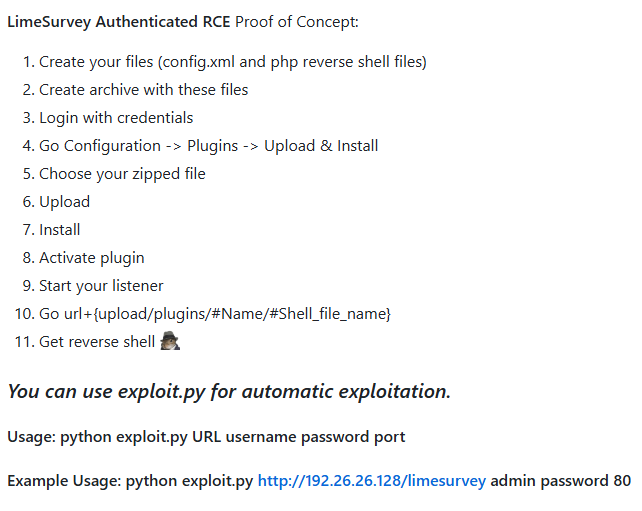 LimeSurvey Authenticated RCE Proof of Concept:
1. Create your files (config.xml and php reverse shell files)
2. Create archive with these files
3. Login with credentials
4. Go Configuration -> Plugins -> Upload & Install
5. Choose your zipped file
6. Upload
7. Install
8. Activate plugin
9. Start your listener
10. Go url+{upload/plugins/#Name/#Shell_file_name}
11. Get reverse shell
You can use exploit.py for automatic exploitation.
Usage: python exploit.py URL username password port
Example Usage: python exploit.py http://192.26.26.128/limesurvey admin password 80